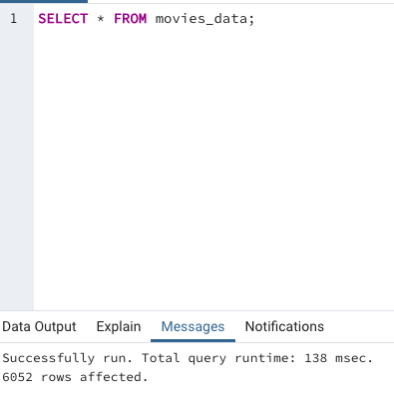 1 SELECT * FROM movies_data;
Data Output Explain Messages Notifications
Successfully run. Total query runtime: 138 msec.
6052 rows affected.